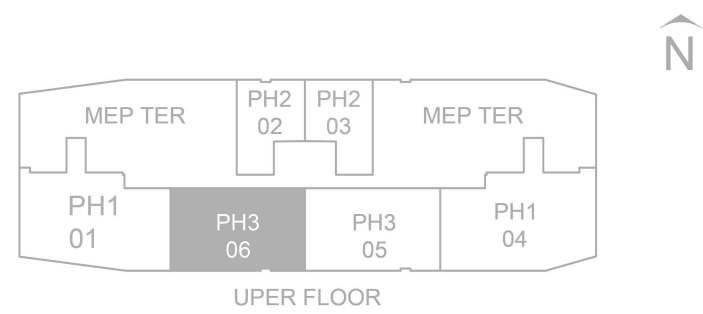 N
MEP TER
PH2
02
PH2
03
MEP TER
PH1
01
PH3
06
PH3
05
PH1
04
UPER FLOOR